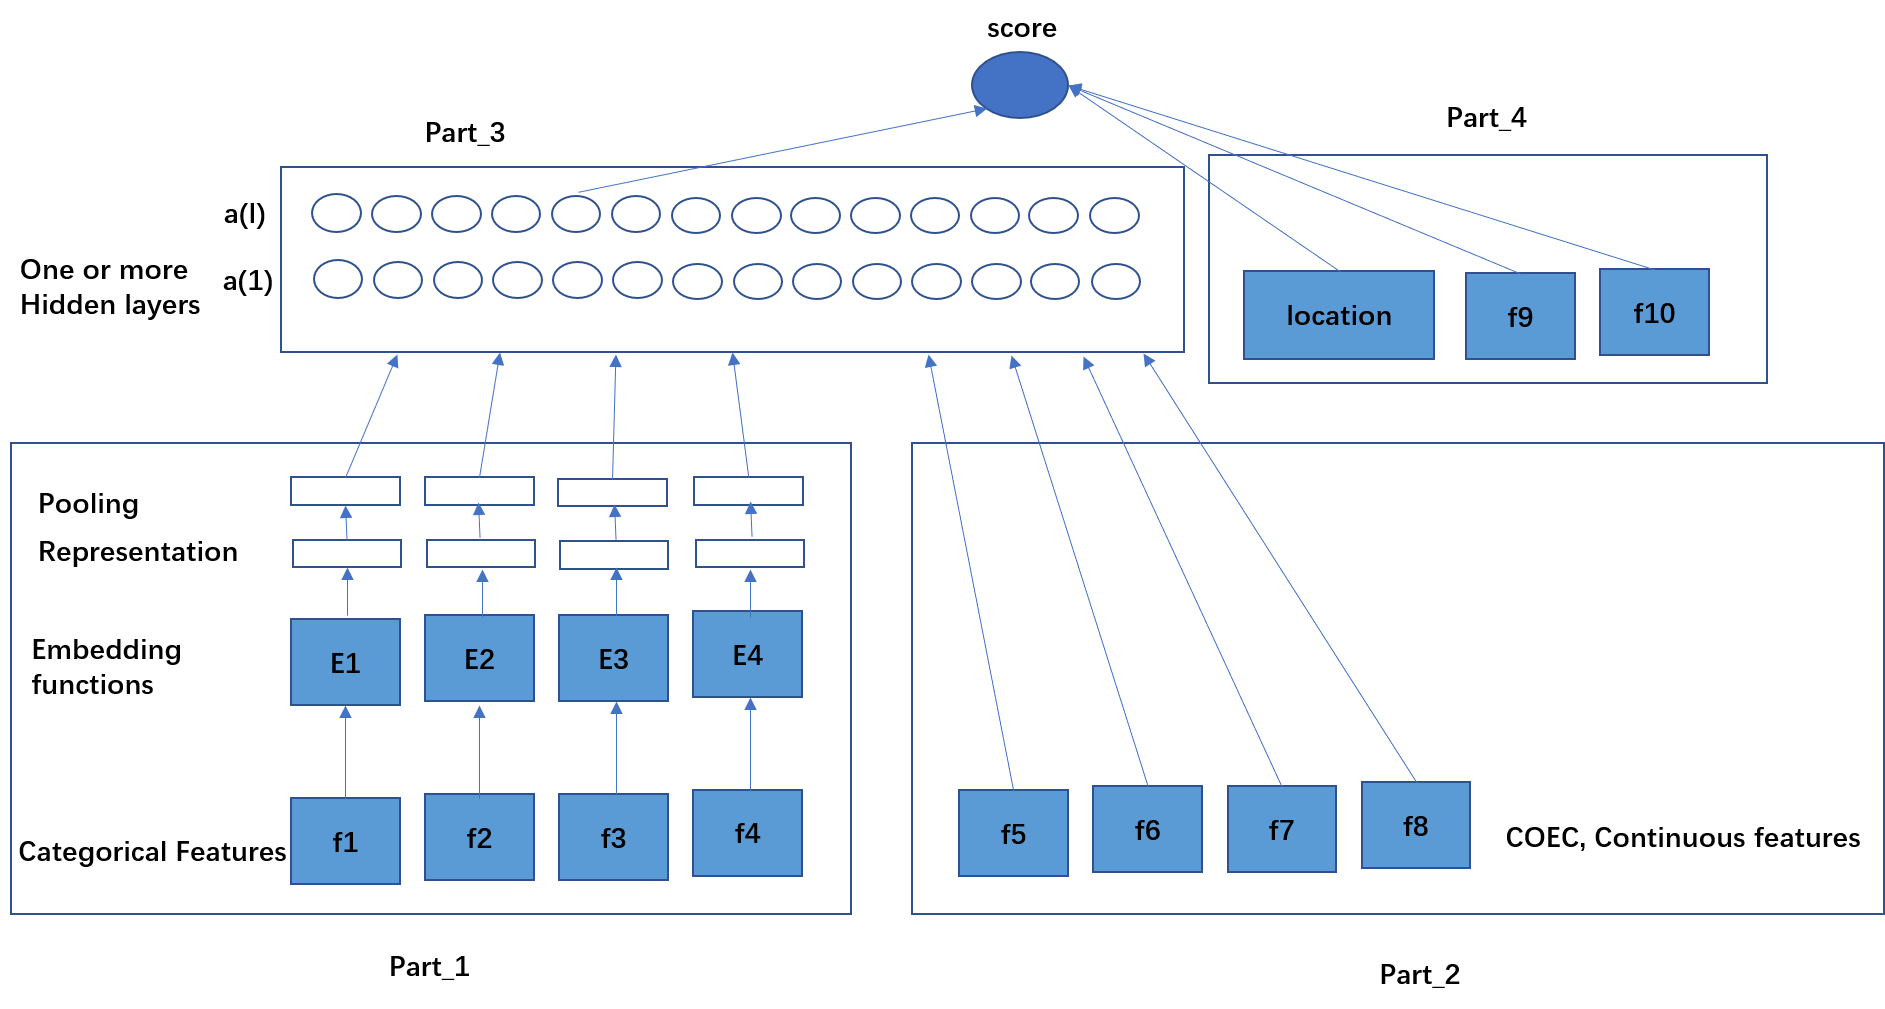 score
Part_3
Part_4
a(l)
One or more
Hidden layers
a(1)
location
f9
f10
Pooling
Representation
Embedding
functions
E1
E2
E3
E4
Categorical Features
f1
f2
f3
f4
f5
f6
f7
f8
COEC, Continuous features
Part_1
Part_2